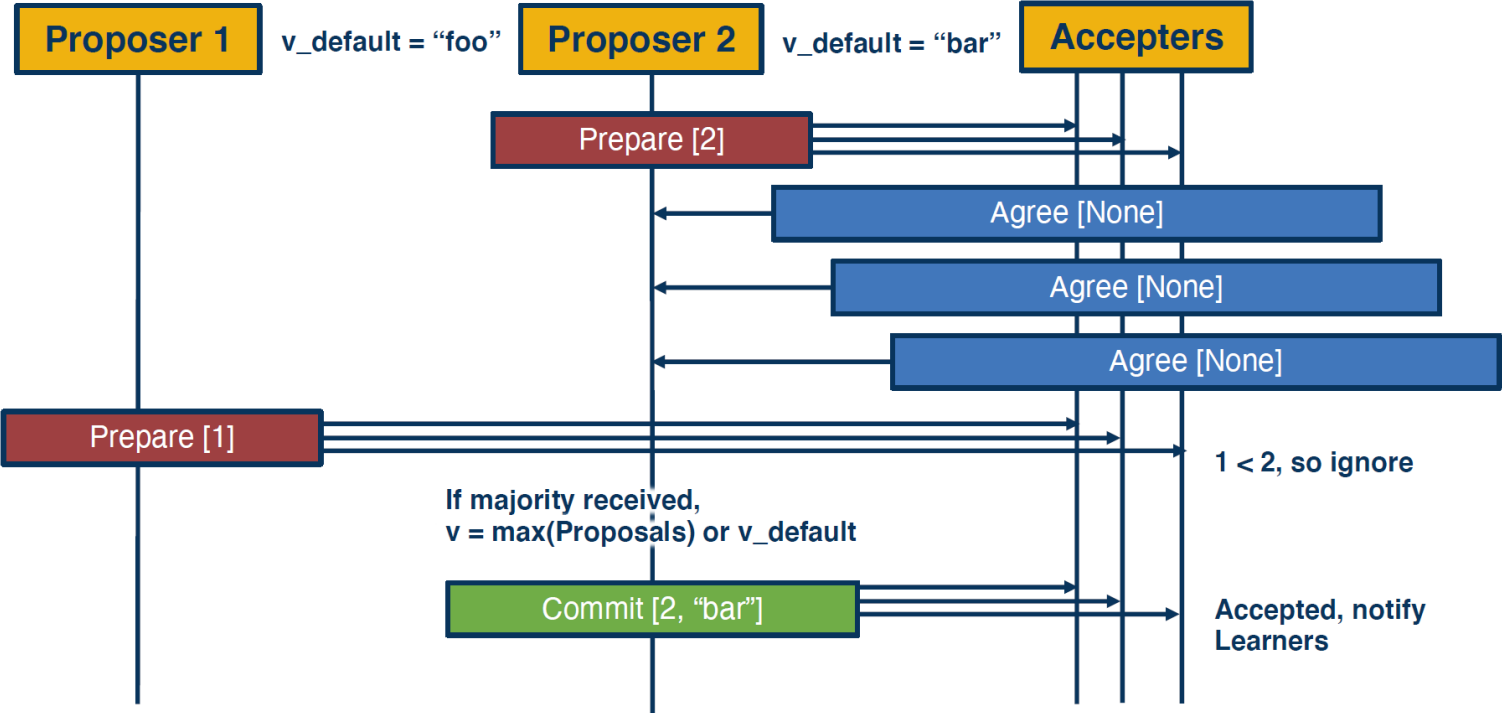 Proposer 1
v_default = “foo”
Proposer 2
v_default = “bar”
Accepters
Prepare [2]
Agree [None]
Agree [None]
Agree [None]
Prepare [1]
1 < 2, so ignore
If majority received,
v = max(Proposals) or v_default
Commit [2, “bar”]
Accepted, notify
Learners